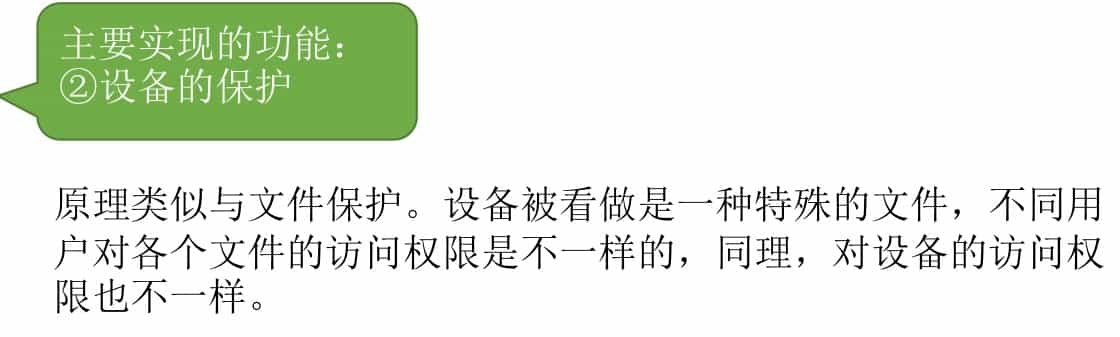 主要实现的功能：
②设备的保护
原理类似与文件保护。设备被看做是一种特殊的文件，不同用
户对各个文件的访问权限是不一样的，同理，对设备的访问权
限也不一样。